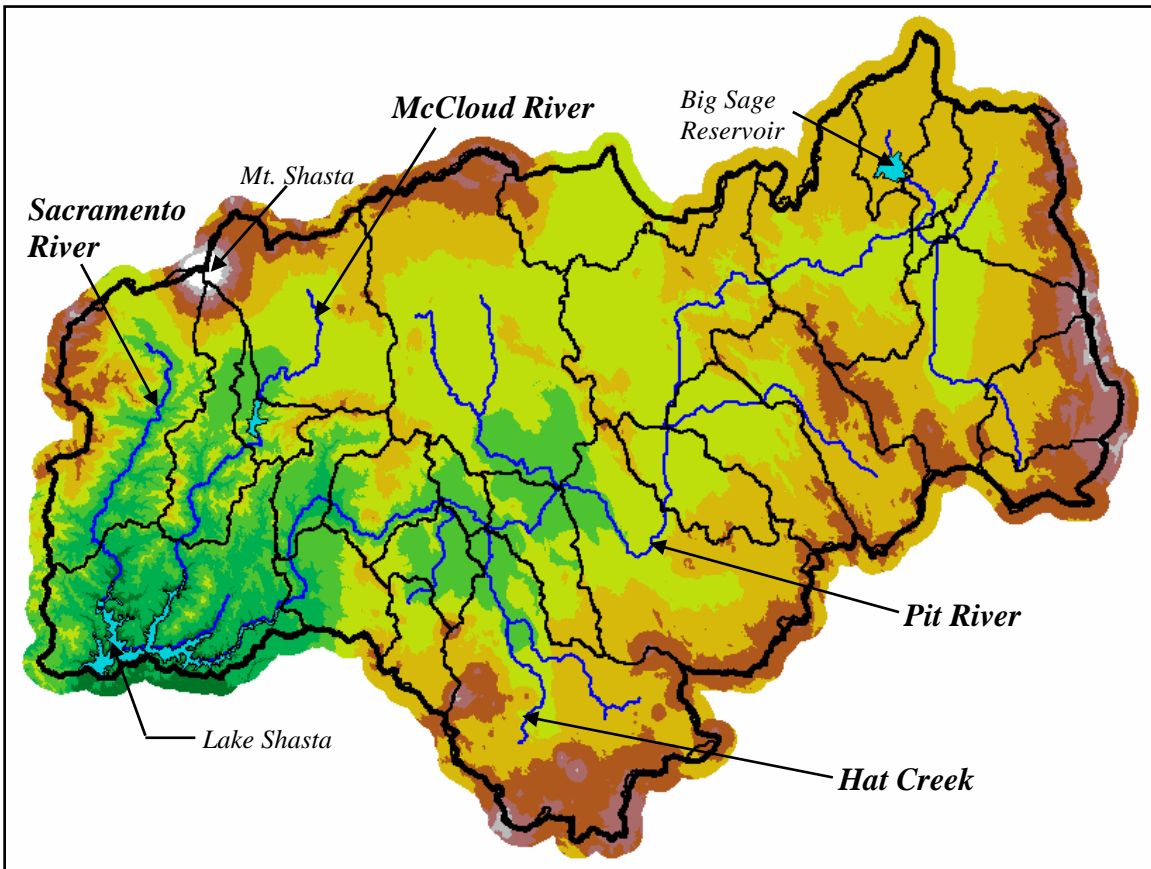 McCloud River
Big Sage
Reservoir
Mt. Shasta
Sacramento
River
Pit River
Lake Shasta
Hat Creek